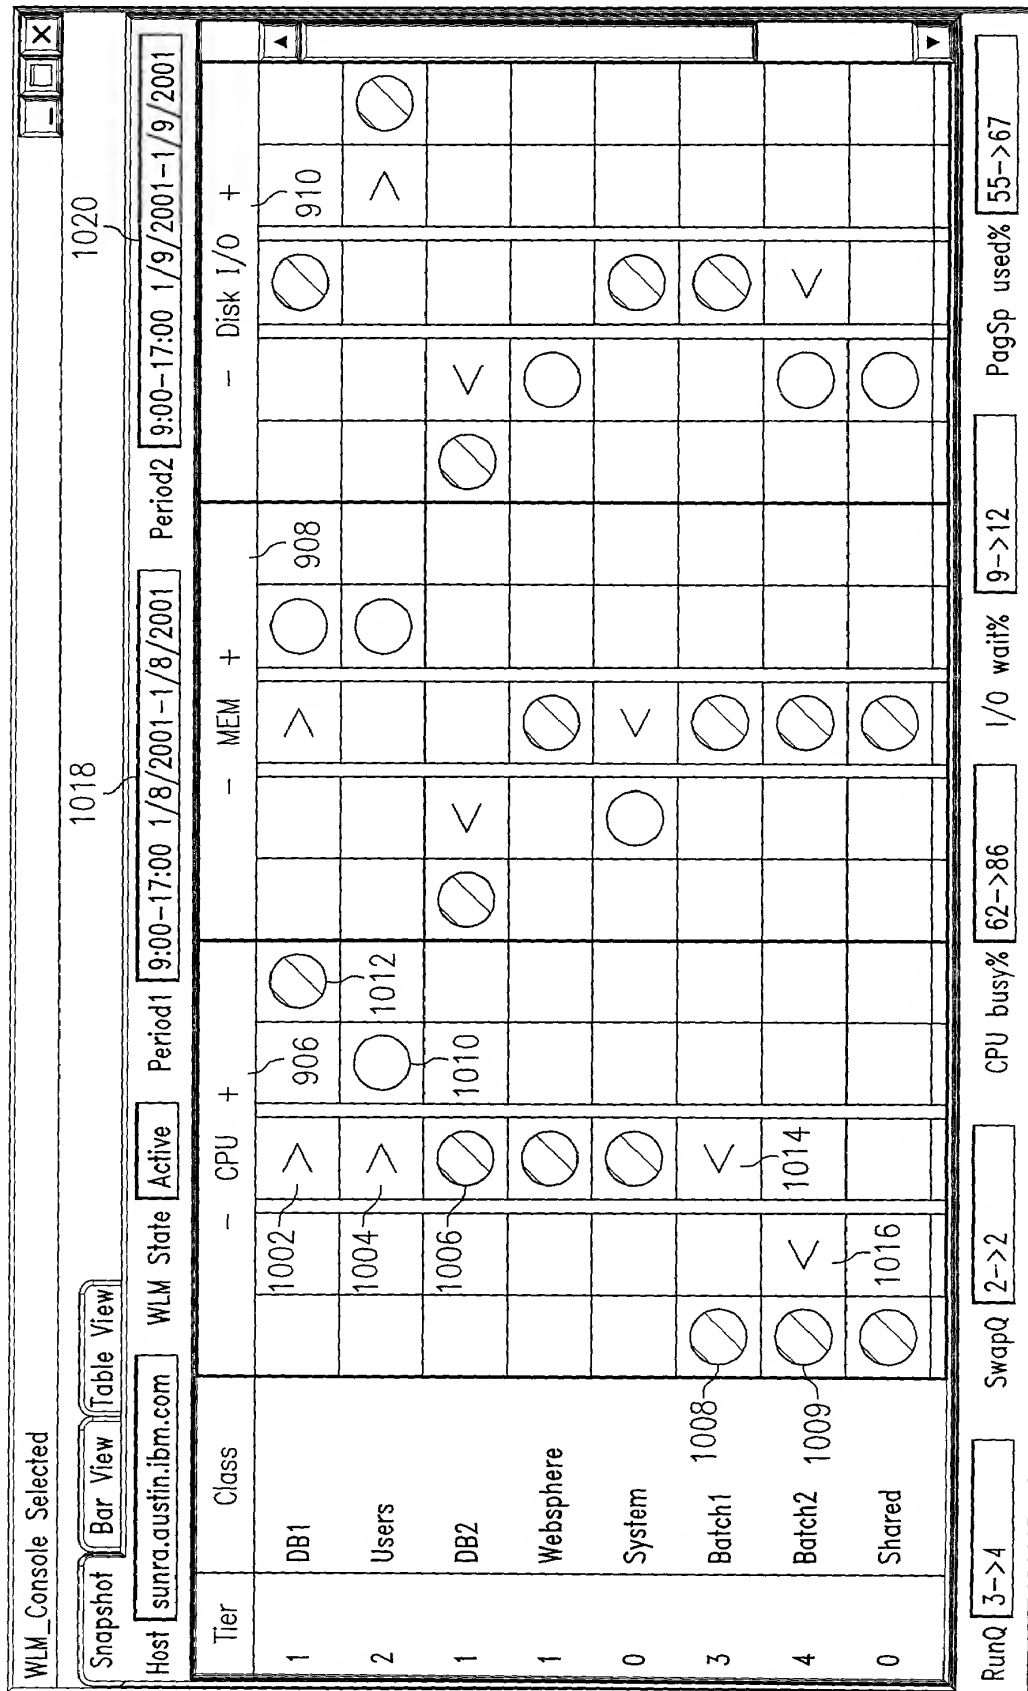 WLM_Console Selected
Snapshot Bar View Table View
1018 1020
Host sunra.austin.ibm.com WLM State Active Period1 9:00-17:00 1/8/2001-1/8/2001 Period2 9:00-17:00 1/9/2001-1/9/2001
Tier Class - CPU + - MEM + - Disk I/O +
1 DB1 1002 > 906 > 908 910
2 Users 1004 > 1012 >
1 DB2 1006 1010 < <
1 Websphere
0 System <
3 Batch1 1008 < 1014
4 Batch2 1009 < 1016 <
0 Shared
RunQ 3->4 SwapQ 2->2 CPU busy% 62->86 I/O wait% 9->12 PagSp used% 55->67